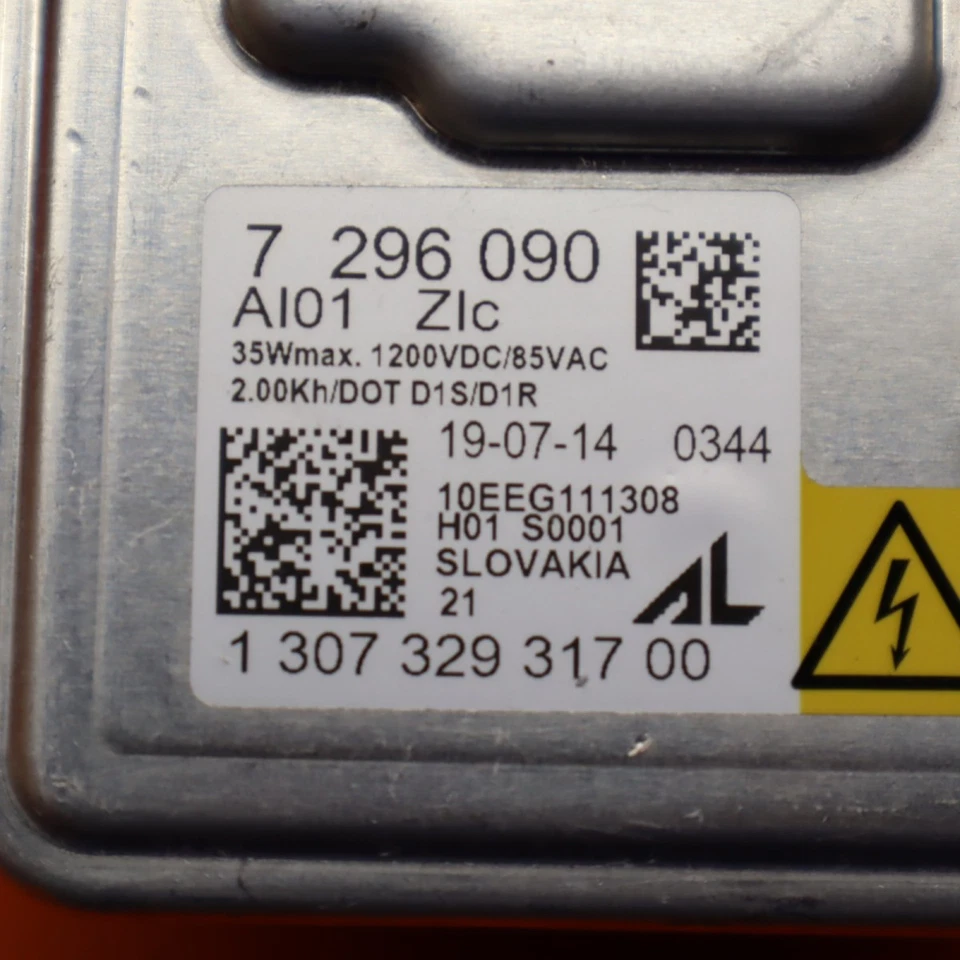 7 296 090
AI01 ZIc
35Wmax. 1200VDC/85VAC
2.00Kh/DOT D1S/D1R
19-07-14 0344
10EEG111308
H01 S0001
SLOVAKIA
21
AL
1 307 329 317 00